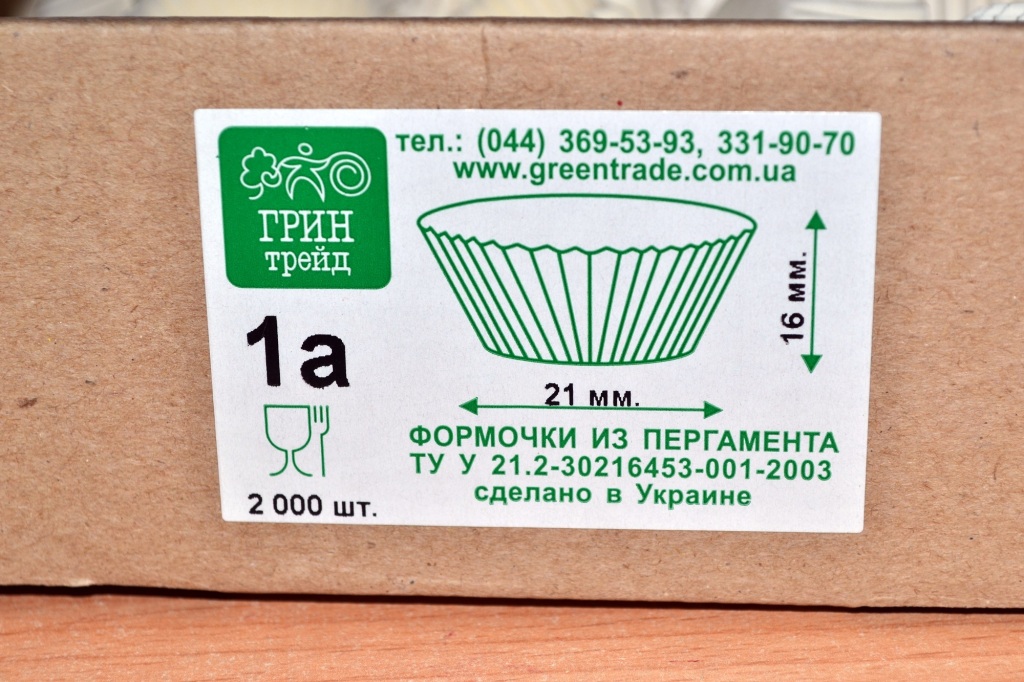 тел.: (044) 369-53-93, 331-90-70
www.greentrade.com.ua
ГРИН
трейд
16 мм.
1а
21 мм.
ФОРМОЧКИ ИЗ ПЕРГАМЕНТА
ТУ У 21.2-30216453-001-2003
сделано в Украине
2 000 шт.